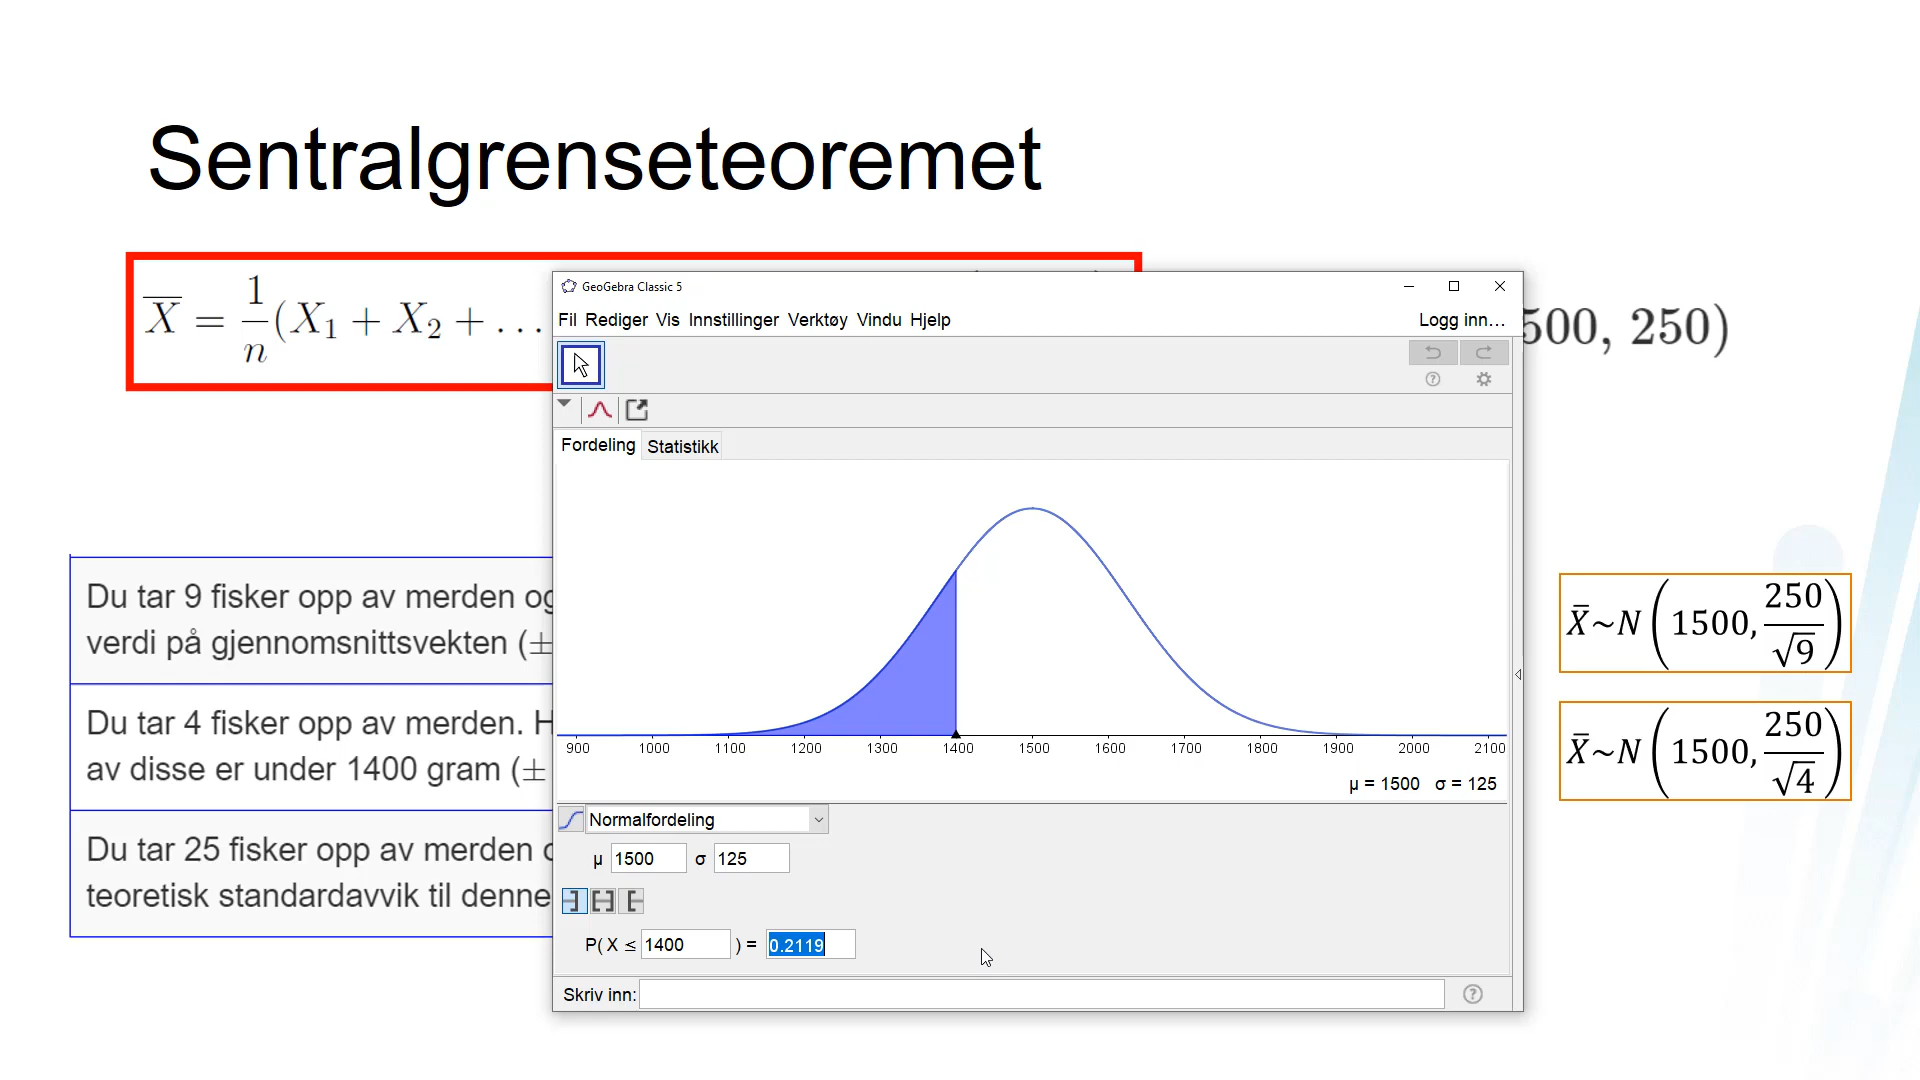 Sentralgrenseteoremet
X̄ = 1/n (X₁ + X₂ + ...
500, 250)
GeoGebra Classic 5
Fil Rediger Vis Innstillinger Verktøy Vindu Hjelp
Logg inn...
Fordeling Statistikk
900 1000 1100 1200 1300 1400 1500 1600 1700 1800 1900 2000 2100
μ = 1500 σ = 125
Normalfordeling
μ 1500 σ 125
P( X ≤ 1400 ) = 0.2119
Skriv inn:
Du tar 9 fisker opp av merden og
verdi på gjennomsnittsvekten (±
Du tar 4 fisker opp av merden. H
av disse er under 1400 gram (±
Du tar 25 fisker opp av merden
teoretisk standardavvik til denne
X̄~N(1500, 250/√9)
X̄~N(1500, 250/√4)